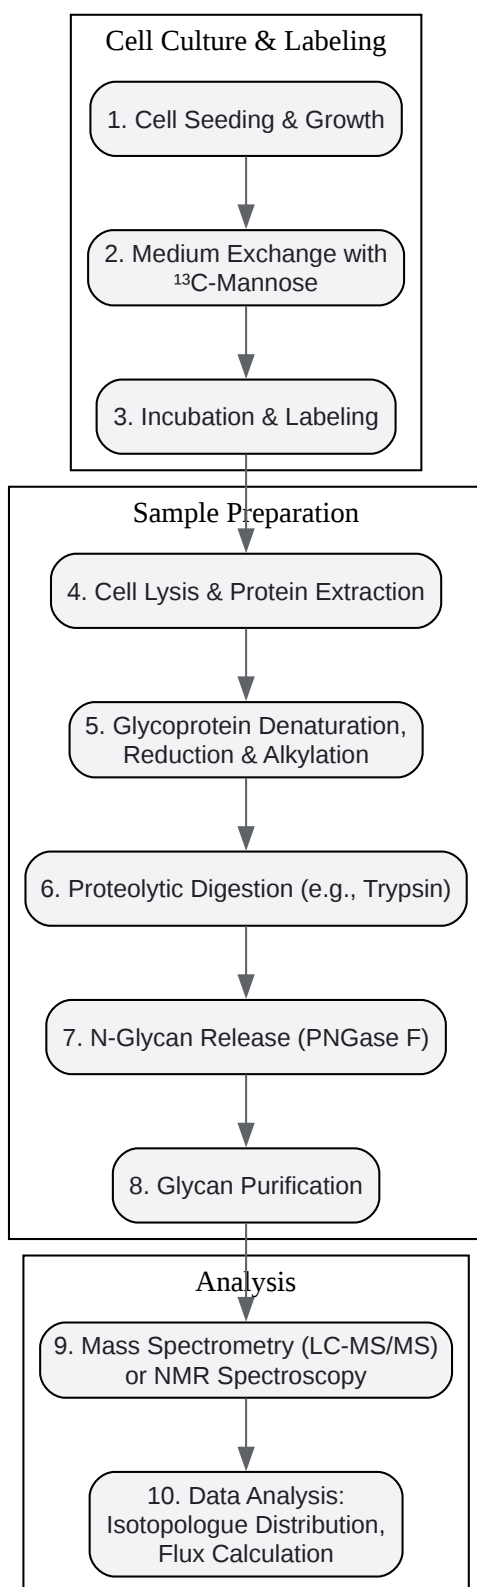 Cell Culture & Labeling
1. Cell Seeding & Growth
2. Medium Exchange with
¹³C-Mannose
3. Incubation & Labeling
Sample Preparation
4. Cell Lysis & Protein Extraction
5. Glycoprotein Denaturation,
Reduction & Alkylation
6. Proteolytic Digestion (e.g., Trypsin)
7. N-Glycan Release (PNGase F)
8. Glycan Purification
Analysis
9. Mass Spectrometry (LC-MS/MS)
or NMR Spectroscopy
10. Data Analysis:
Isotopologue Distribution,
Flux Calculation